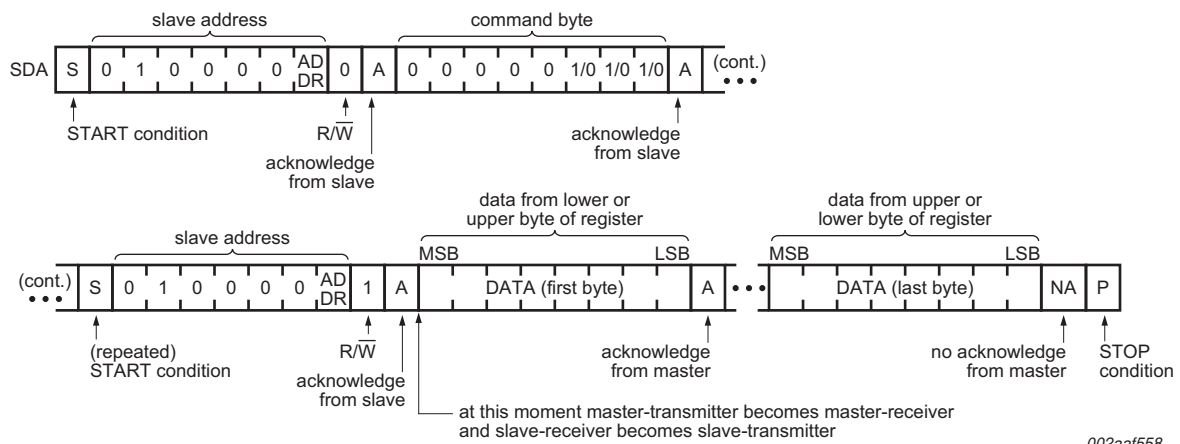 slave address
command byte
SDA S 0 1 0 0 0 0 AD DR 0 A 0 0 0 0 0 1/0 1/0 1/0 A (cont.)
START condition
R/W
acknowledge
from slave
acknowledge
from slave
data from lower or
upper byte of register
data from upper or
lower byte of register
slave address
MSB LSB MSB LSB
(cont.) S 0 1 0 0 0 0 AD DR 1 A DATA (first byte) A DATA (last byte) NA P
(repeated)
START condition
R/W
acknowledge
from slave
acknowledge
from master
no acknowledge
from master
STOP
condition
at this moment master-transmitter becomes master-receiver
and slave-receiver becomes slave-transmitter
002aaf558